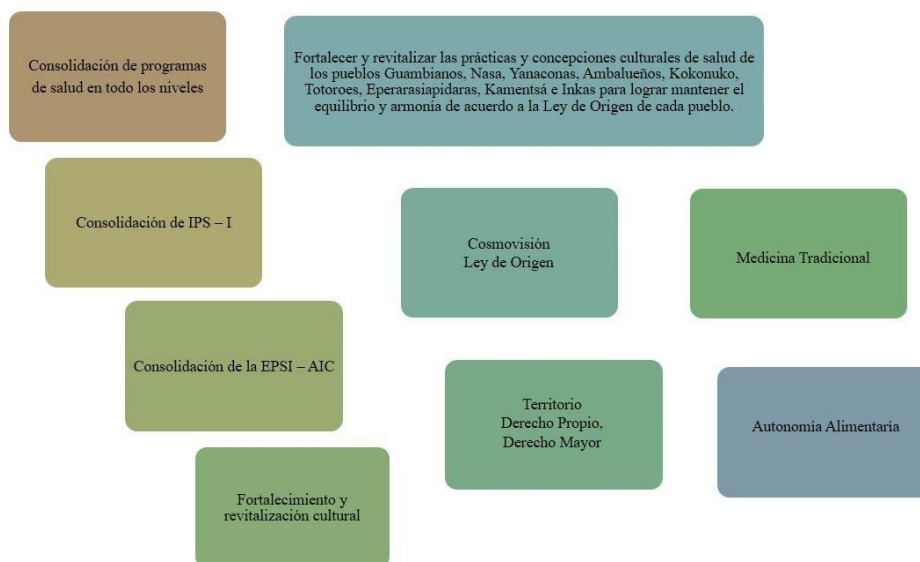 Consolidación de programas
de salud en todo los niveles
Fortalecer y revitalizar las prácticas y concepciones culturales de salud de
los pueblos Guambianos, Nasa, Yanaconas, Ambalueños, Kokonuko,
Totoroes, Eperarasiapidaras, Kamentsá e Inkas para lograr mantener el
equilibrio y armonía de acuerdo a la Ley de Origen de cada pueblo.
Consolidación de IPS – I
Cosmovisión
Ley de Origen
Medicina Tradicional
Consolidación de la EPSI – AIC
Territorio
Derecho Propio,
Derecho Mayor
Autonomía Alimentaria
Fortalecimiento y
revitalización cultural